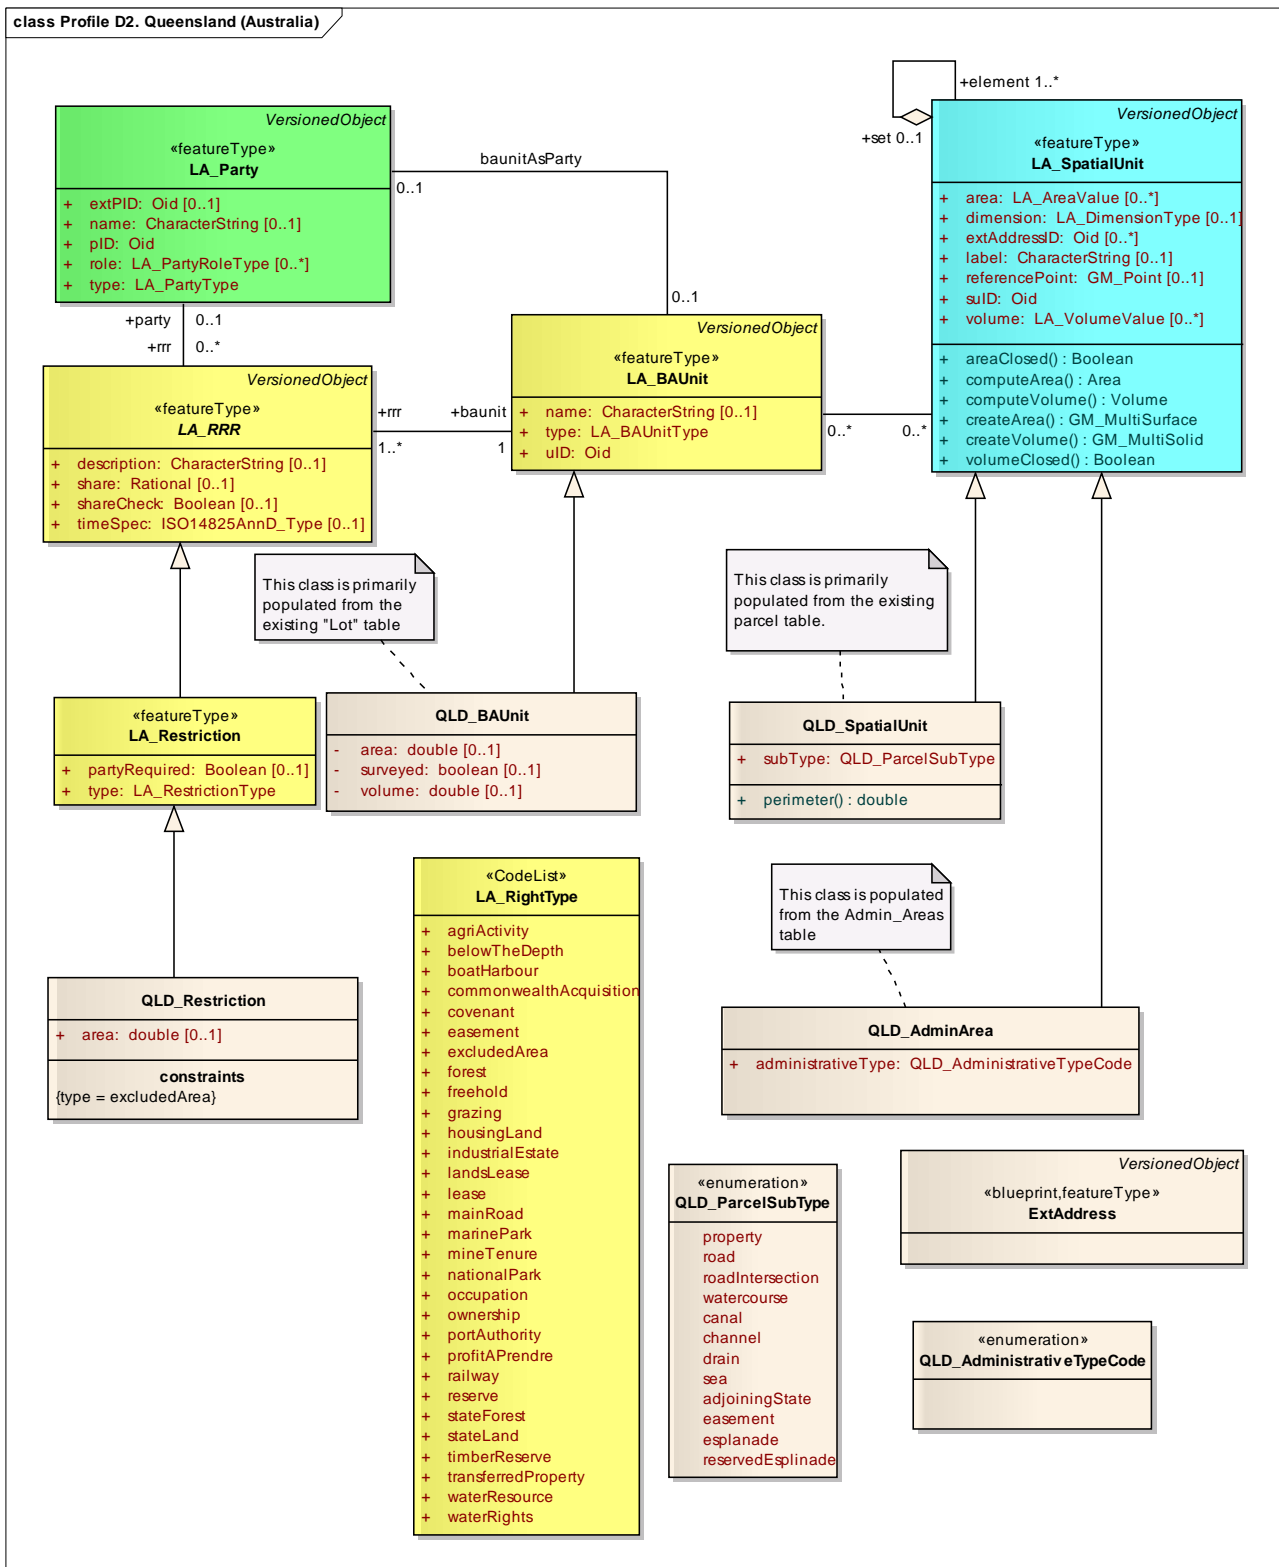 class Profile D2. Queensland (Australia)
VersionedObject
«featureType»
LA_Party
+ extPID: Oid [0..1]
+ name: CharacterString [0..1]
+ pID: Oid
+ role: LA_PartyRoleType [0..*]
+ type: LA_PartyType
baunitAsParty
0..1
0..1
+element 1..*
+set 0..1
VersionedObject
«featureType»
LA_SpatialUnit
+ area: LA_AreaValue [0..*]
+ dimension: LA_DimensionType [0..1]
+ extAddressID: Oid [0..*]
+ label: CharacterString [0..1]
+ referencePoint: GM_Point [0..1]
+ suID: Oid
+ volume: LA_VolumeValue [0..*]
+ areaClosed() : Boolean
+ computeArea() : Area
+ computeVolume() : Volume
+ createArea() : GM_MultiSurface
+ createVolume() : GM_MultiSolid
+ volumeClosed() : Boolean
+party 0..1
+rrr 0..*
VersionedObject
«featureType»
LA_RRR
+ description: CharacterString [0..1]
+ share: Rational [0..1]
+ shareCheck: Boolean [0..1]
+ timeSpec: ISO14825AnnD_Type [0..1]
+rrr
1..*
+baunit
1
VersionedObject
«featureType»
LA_BAUnit
+ name: CharacterString [0..1]
+ type: LA_BAUnitType
+ uID: Oid
0..*
0..*
This class is primarily
populated from the
existing "Lot" table
This class is primarily
populated from the existing
parcel table.
«featureType»
LA_Restriction
+ partyRequired: Boolean [0..1]
+ type: LA_RestrictionType
QLD_BAUnit
- area: double [0..1]
- surveyed: boolean [0..1]
- volume: double [0..1]
QLD_SpatialUnit
+ subType: QLD_ParcelSubType
+ perimeter() : double
«CodeList»
LA_RightType
+ agriActivity
+ belowTheDepth
+ boatHarbour
+ commonwealthAcquisition
+ covenant
+ easement
+ excludedArea
+ forest
+ freehold
+ grazing
+ housingLand
+ industrialEstate
+ landsLease
+ lease
+ mainRoad
+ marinePark
+ mineTenure
+ nationalPark
+ occupation
+ ownership
+ portAuthority
+ profitAPrendre
+ railway
+ reserve
+ stateForest
+ stateLand
+ timberReserve
+ transferredProperty
+ waterResource
+ waterRights
This class is populated
from the Admin_Areas
table
QLD_Restriction
+ area: double [0..1]
constraints
{type = excludedArea}
QLD_AdminArea
+ administrativeType: QLD_AdministrativeTypeCode
«enumeration»
QLD_ParcelSubType
property
road
roadIntersection
watercourse
canal
channel
drain
sea
adjoiningState
easement
esplanade
reservedEsplinade
VersionedObject
«blueprint,featureType»
ExtAddress
«enumeration»
QLD_AdministrativeTypeCode